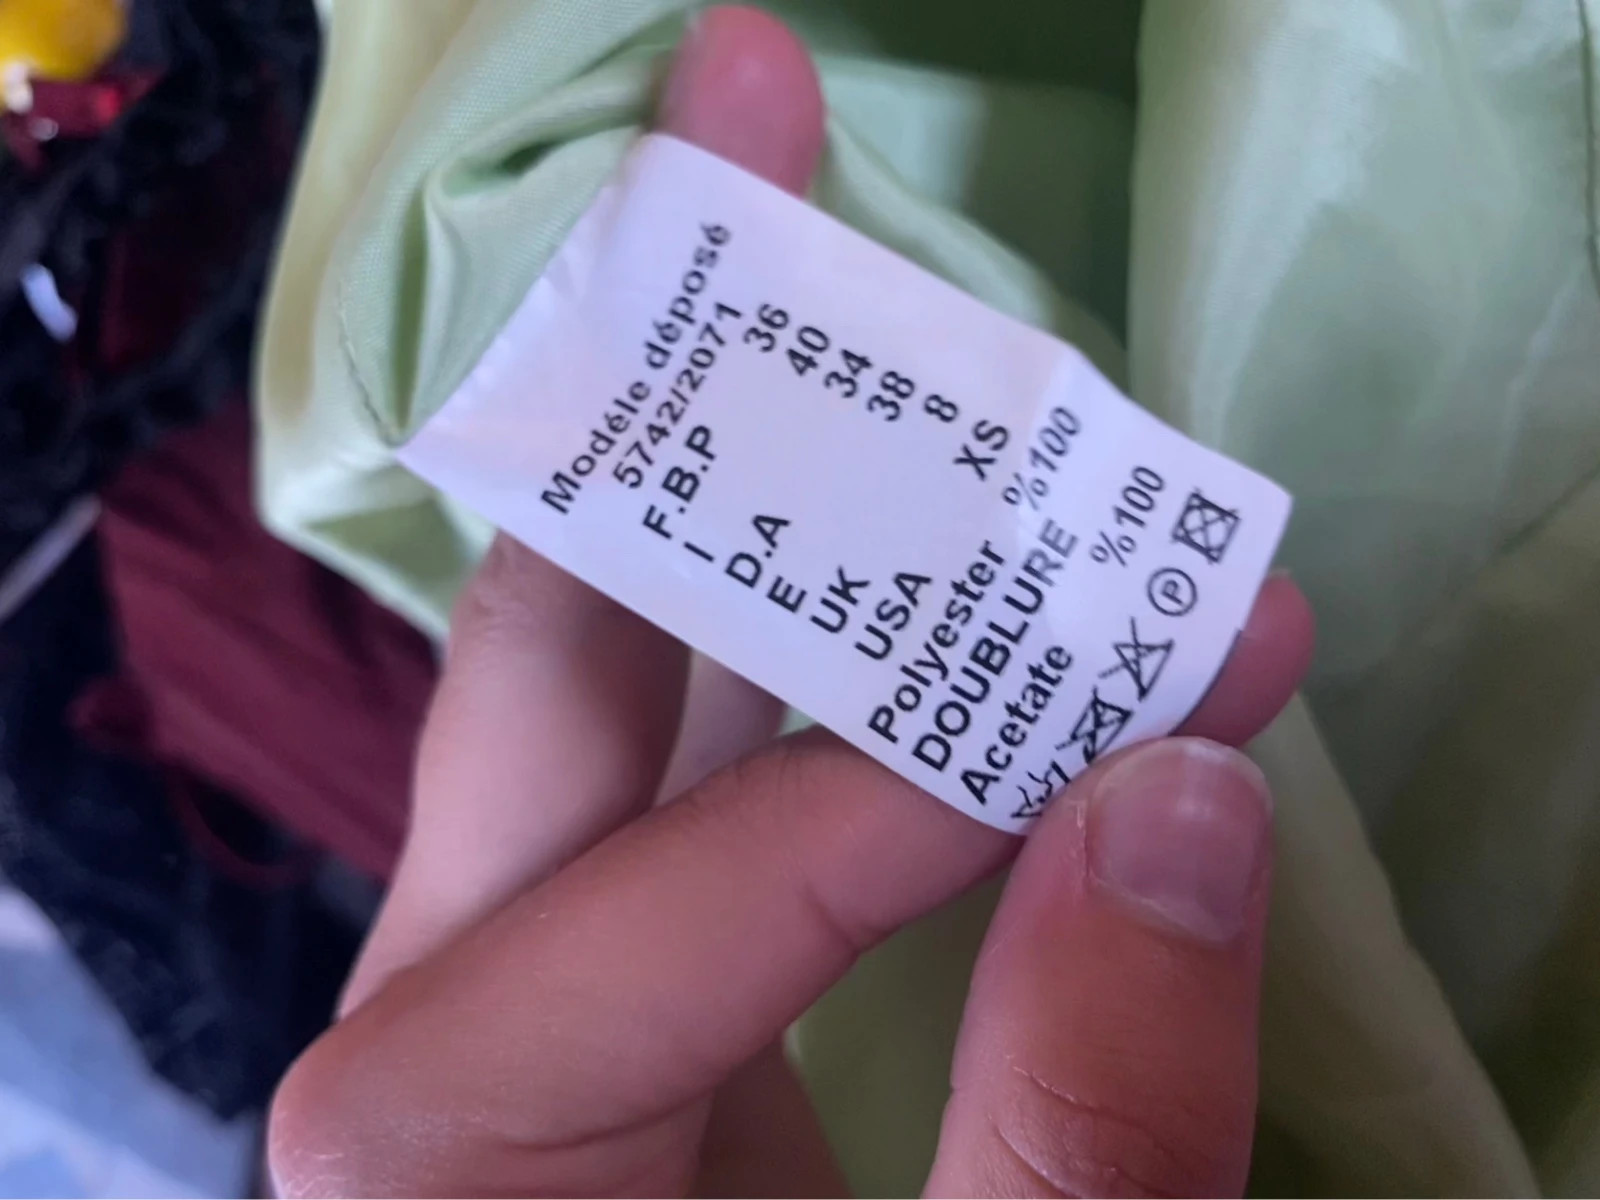 Modéle déposé
5742/2071
F.B.P 36
I 40
D.A 34
E 38
UK 8
USA XS
Polyester %100
DOUBLURE
Acetate %100
P